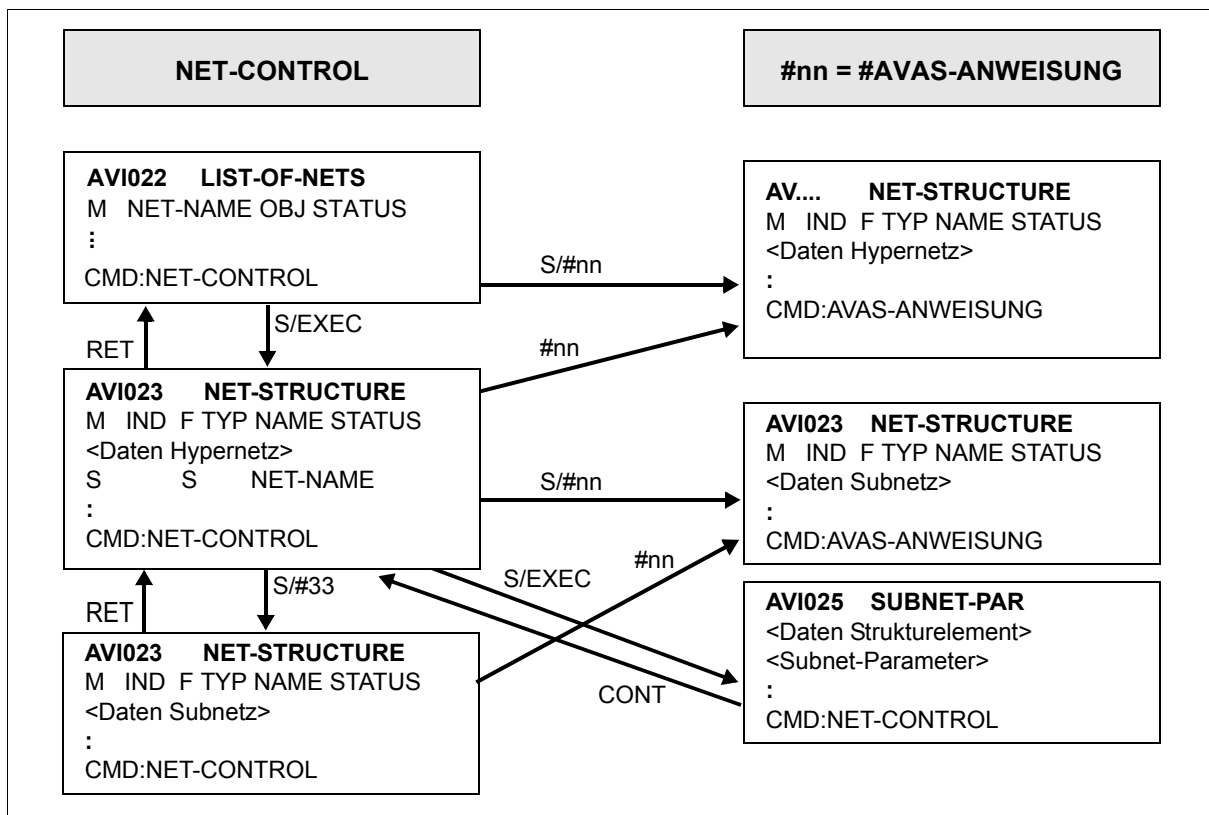 NET-CONTROL
#nn = #AVAS-ANWEISUNG
AVI022 LIST-OF-NETS
M NET-NAME OBJ STATUS
:
CMD:NET-CONTROL
AV.... NET-STRUCTURE
M IND F TYP NAME STATUS
<Daten Hypernetz>
:
CMD:AVAS-ANWEISUNG
S/#nn
S/EXEC
RET
#nn
AVI023 NET-STRUCTURE
M IND F TYP NAME STATUS
<Daten Hypernetz>
S S NET-NAME
:
CMD:NET-CONTROL
S/#nn
AVI023 NET-STRUCTURE
M IND F TYP NAME STATUS
<Daten Subnetz>
:
CMD:AVAS-ANWEISUNG
#nn
S/EXEC
S/#33
RET
CONT
AVI023 NET-STRUCTURE
M IND F TYP NAME STATUS
<Daten Subnetz>
:
CMD:NET-CONTROL
AVI025 SUBNET-PAR
<Daten Strukturelement>
<Subnet-Parameter>
:
CMD:NET-CONTROL